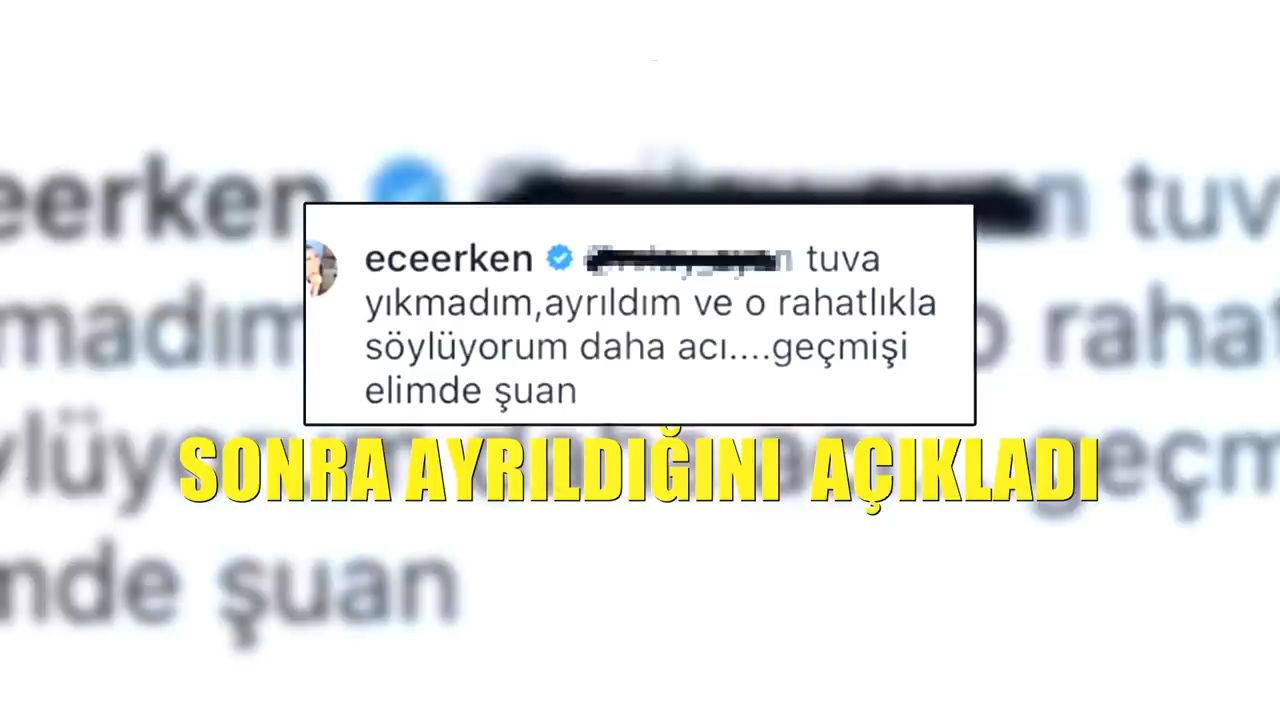 eceerken tuva
yıkmadım,ayrıldım ve o rahatlıkla
söylüyorum daha acı....geçmişi
elimde şuan
SONRA AYRILDIĞINI AÇIKLADI